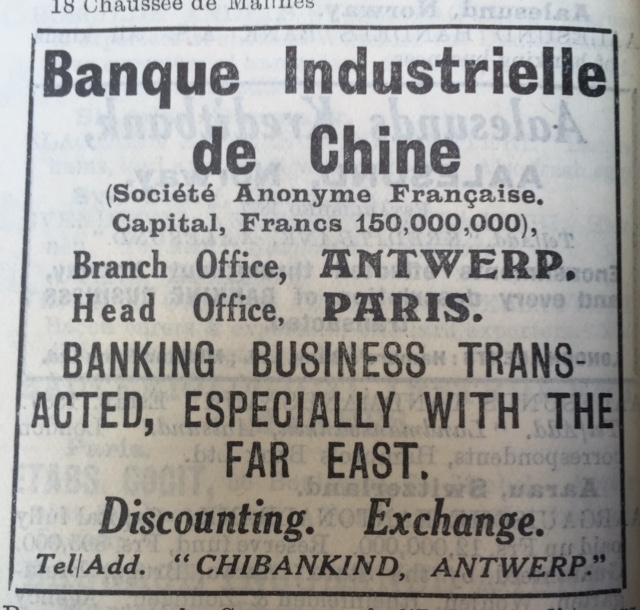 18 Chaussée de Malines
Banque Industrielle
de Chine
(Société Anonyme Française.
Capital, Francs 150,000,000),
Branch Office, ANTWERP.
Head Office, PARIS.
BANKING BUSINESS TRANS-
ACTED, ESPECIALLY WITH THE
FAR EAST.
Discounting. Exchange.
Tel/Add. "CHIBANKIND, ANTWERP."